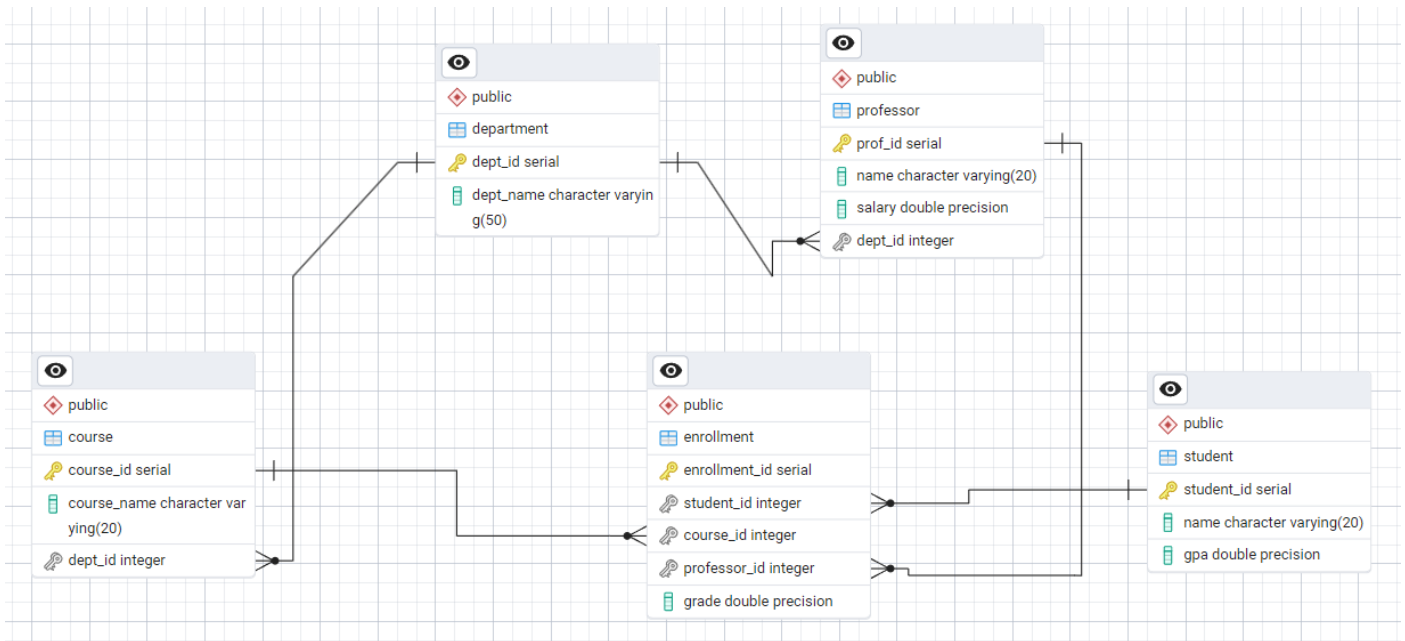 public
department
dept_id serial
dept_name character varyin
g(50)
public
professor
prof_id serial
name character varying(20)
salary double precision
dept_id integer
public
course
course_id serial
course_name character var
ying(20)
dept_id integer
public
enrollment
enrollment_id serial
student_id integer
course_id integer
professor_id integer
grade double precision
public
student
student_id serial
name character varying(20)
gpa double precision